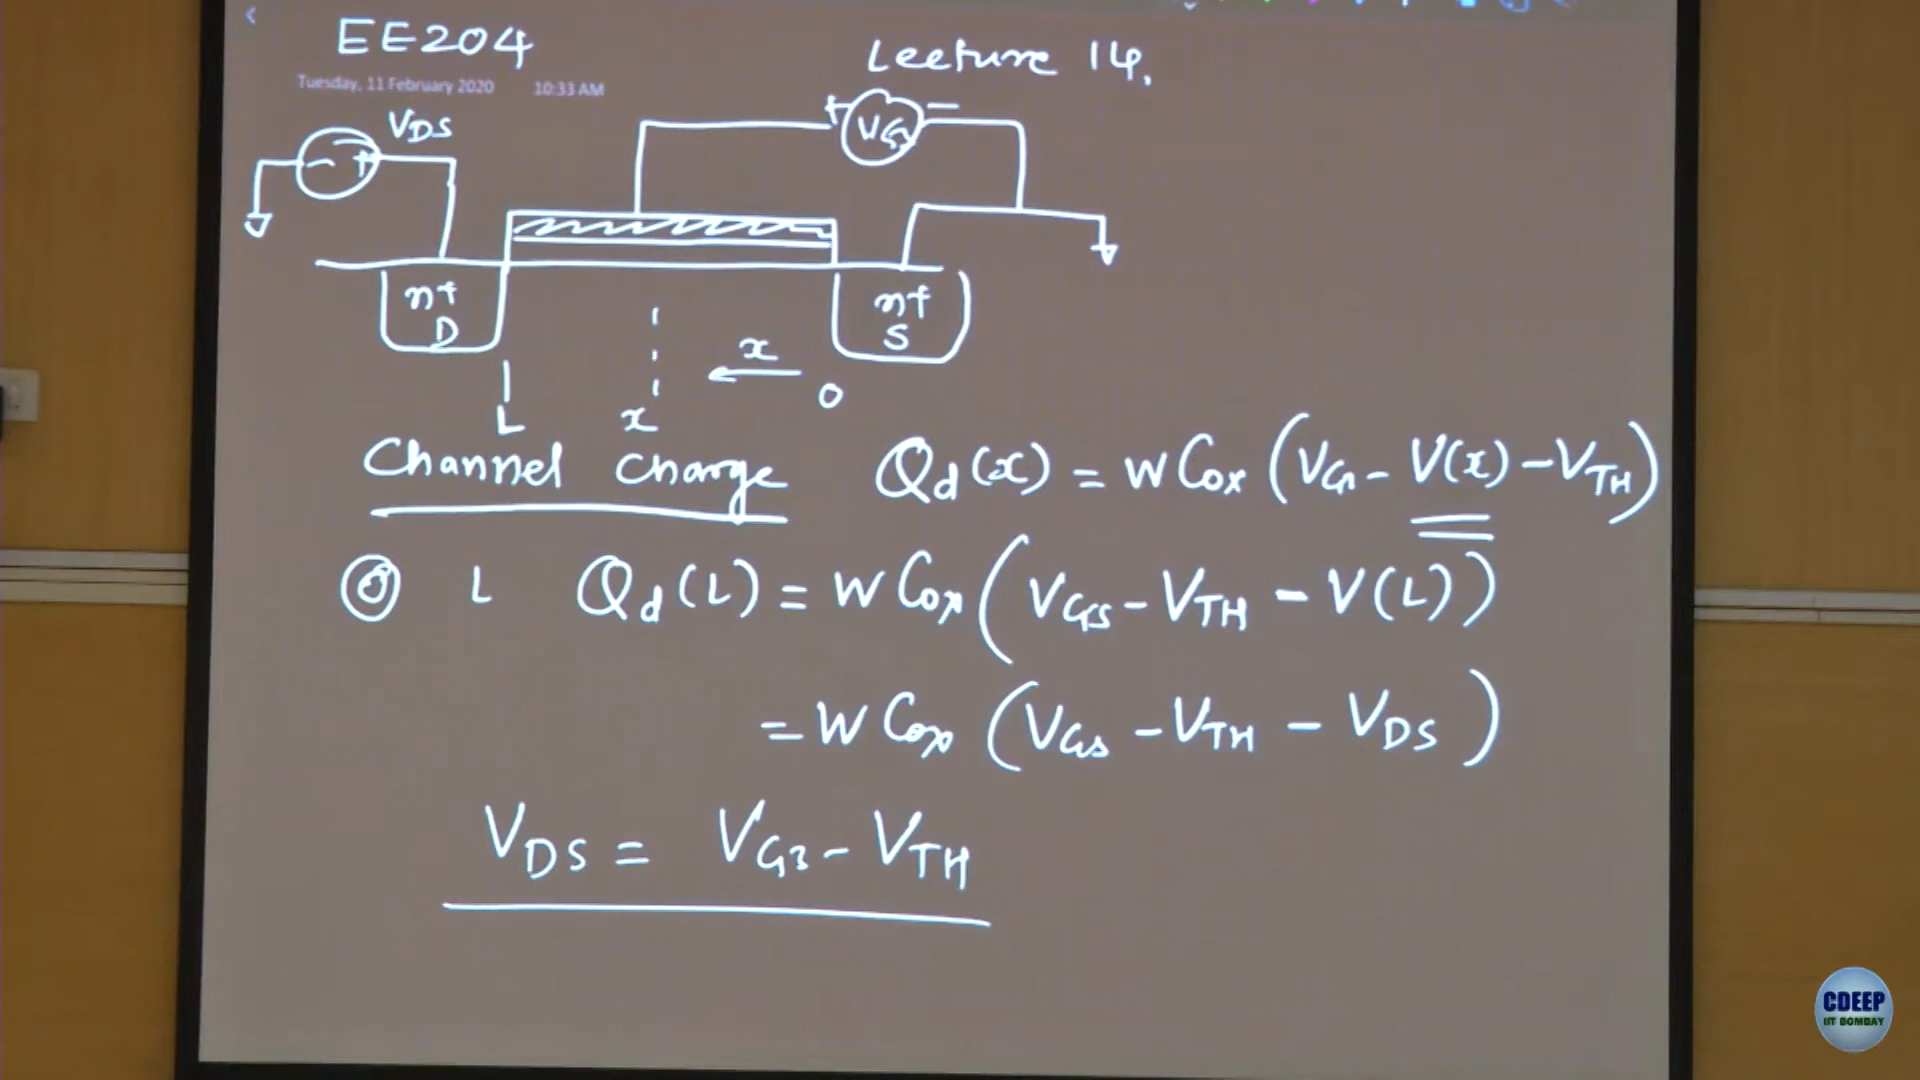 EE204
Lecture 14.
Tuesday, 11 February 2020 10:33 AM
VDS
+ VG -
- +
n+ D
n+ S
x
0
L
x
Channel Charge Qd(x) = W Cox (VG - V(x) - VTH)
@ L Qd(L) = W Cox (VGS - VTH - V(L))
= W Cox (VGS - VTH - VDS)
VDS = VGS - VTH
CDEEP
IIT BOMBAY